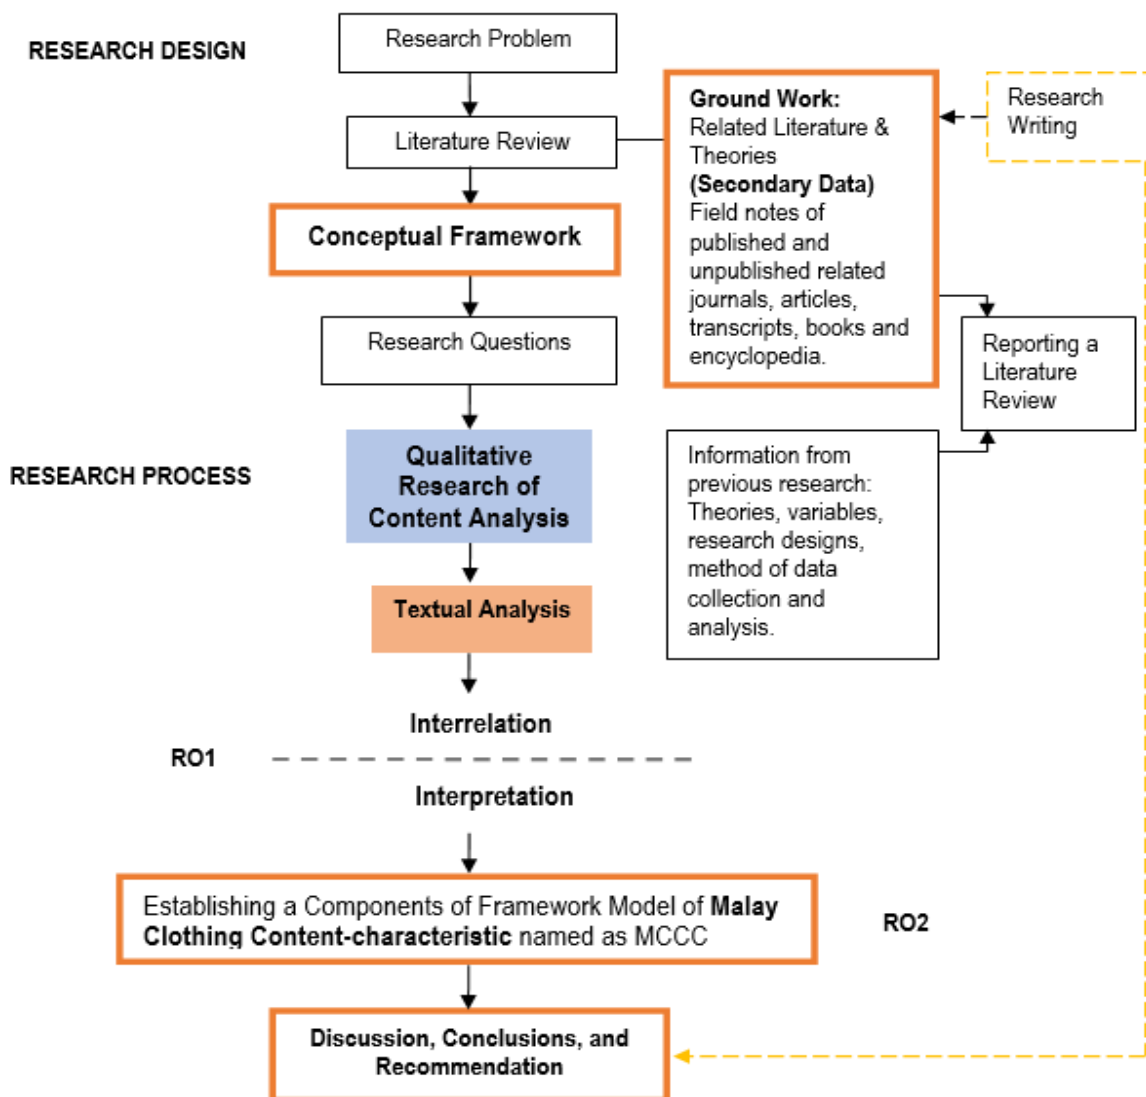 RESEARCH DESIGN
Research Problem
Literature Review
Conceptual Framework
Research Questions
Ground Work:
Related Literature &
Theories
(Secondary Data)
Field notes of
published and
unpublished related
journals, articles,
transcripts, books and
encyclopedia.
Research
Writing
Reporting a
Literature
Review
RESEARCH PROCESS
Qualitative
Research of
Content Analysis
Information from
previous research:
Theories, variables,
research designs,
method of data
collection and
analysis.
Textual Analysis
Interrelation
RO1
Interpretation
Establishing a Components of Framework Model of Malay
Clothing Content-characteristic named as MCCC
RO2
Discussion, Conclusions, and
Recommendation